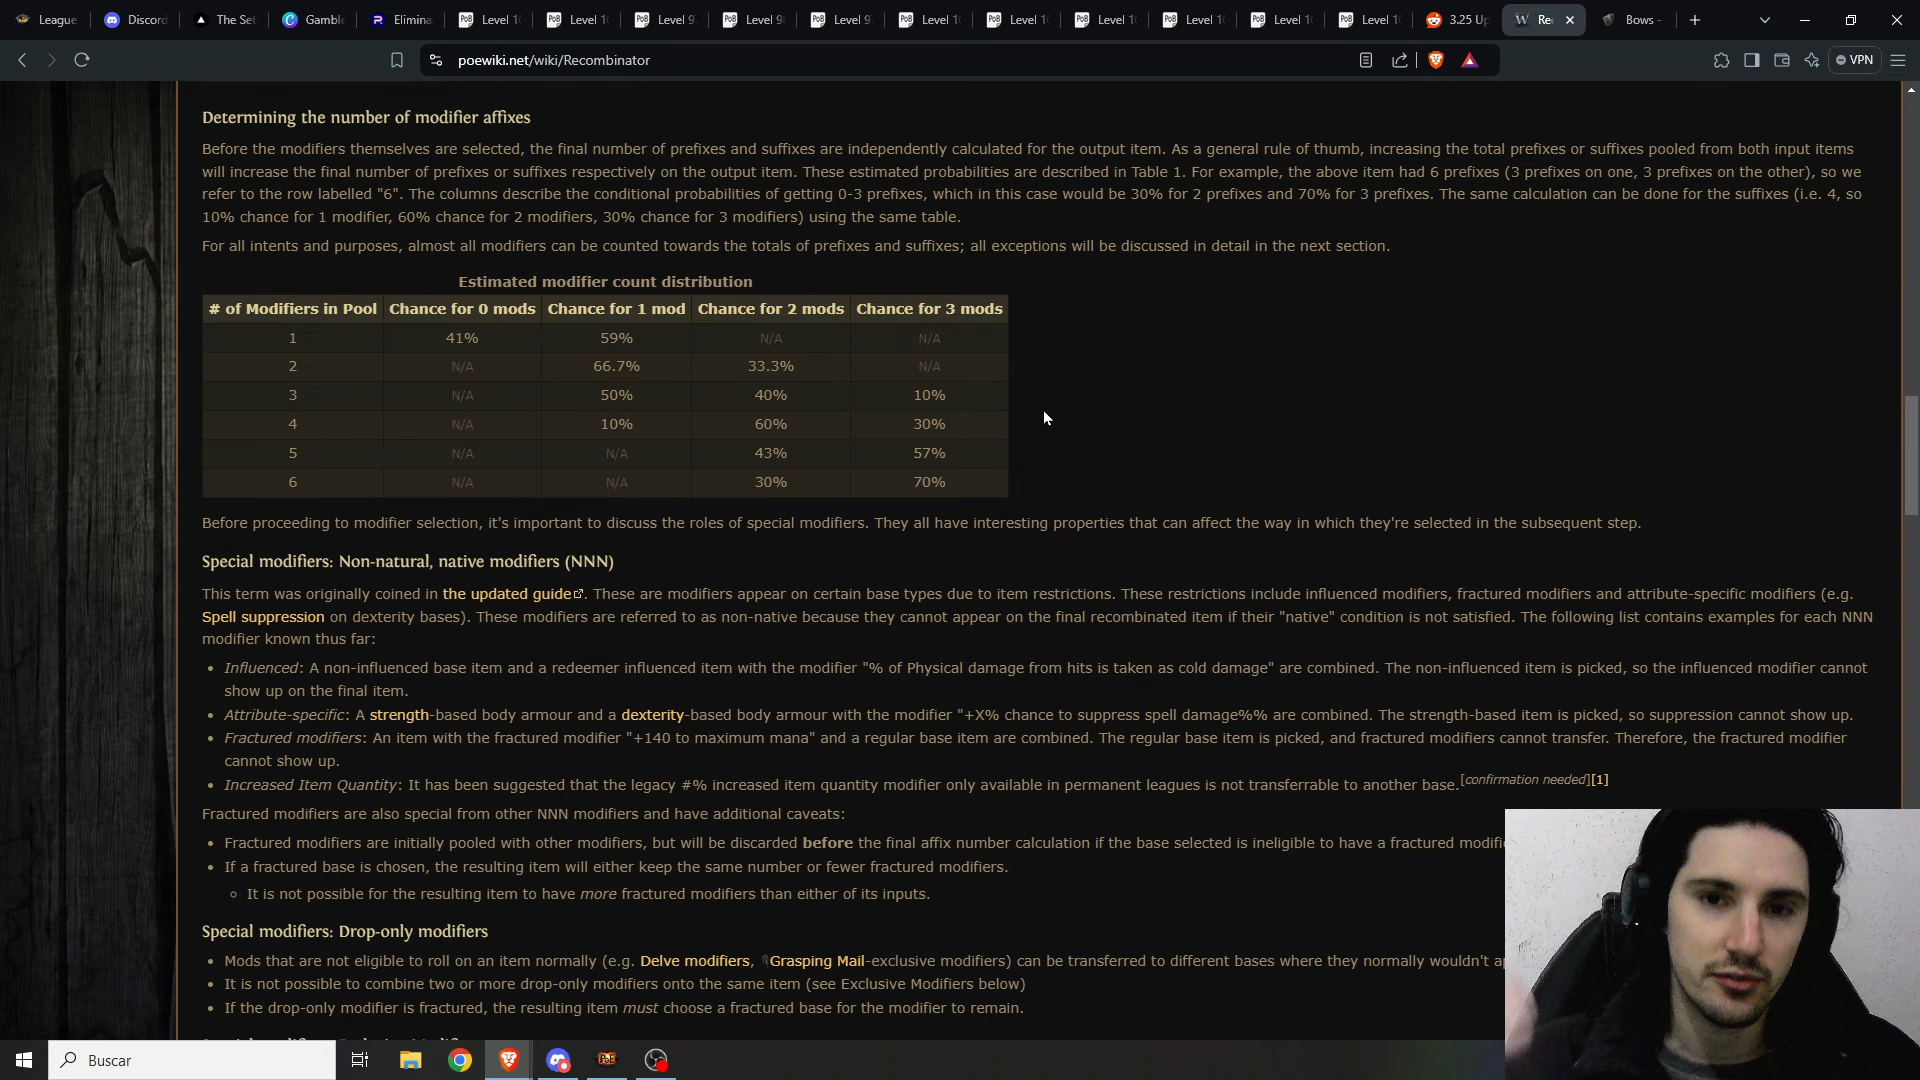 League
Discord
The Set
Gamble
Elimina
Level 10
Level 10
Level 9
Level 98
Level 9
Level 10
Level 10
Level 10
Level 10
Level 10
Level 10
3.25 Up
Re
Bows -
poewiki.net/wiki/Recombinator
VPN
Determining the number of modifier affixes
Before the modifiers themselves are selected, the final number of prefixes and suffixes are independently calculated for the output item. As a general rule of thumb, increasing the total prefixes or suffixes pooled from both input items
will increase the final number of prefixes or suffixes respectively on the output item. These estimated probabilities are described in Table 1. For example, the above item had 6 prefixes (3 prefixes on one, 3 prefixes on the other), so we
refer to the row labelled "6". The columns describe the conditional probabilities of getting 0-3 prefixes, which in this case would be 30% for 2 prefixes and 70% for 3 prefixes. The same calculation can be done for the suffixes (i.e. 4, so
10% chance for 1 modifier, 60% chance for 2 modifiers, 30% chance for 3 modifiers) using the same table.
For all intents and purposes, almost all modifiers can be counted towards the totals of prefixes and suffixes; all exceptions will be discussed in detail in the next section.
Estimated modifier count distribution
# of Modifiers in Pool Chance for 0 mods Chance for 1 mod Chance for 2 mods Chance for 3 mods
1 41% 59% N/A N/A
2 N/A 66.7% 33.3% N/A
3 N/A 50% 40% 10%
4 N/A 10% 60% 30%
5 N/A N/A 43% 57%
6 N/A N/A 30% 70%
Before proceeding to modifier selection, it's important to discuss the roles of special modifiers. They all have interesting properties that can affect the way in which they're selected in the subsequent step.
Special modifiers: Non-natural, native modifiers (NNN)
This term was originally coined in the updated guide. These are modifiers appear on certain base types due to item restrictions. These restrictions include influenced modifiers, fractured modifiers and attribute-specific modifiers (e.g.
Spell suppression on dexterity bases). These modifiers are referred to as non-native because they cannot appear on the final recombinated item if their "native" condition is not satisfied. The following list contains examples for each NNN
modifier known thus far:
• Influenced: A non-influenced base item and a redeemer influenced item with the modifier "% of Physical damage from hits is taken as cold damage" are combined. The non-influenced item is picked, so the influenced modifier cannot
show up on the final item.
• Attribute-specific: A strength-based body armour and a dexterity-based body armour with the modifier "+X% chance to suppress spell damage%% are combined. The strength-based item is picked, so suppression cannot show up.
• Fractured modifiers: An item with the fractured modifier "+140 to maximum mana" and a regular base item are combined. The regular base item is picked, and fractured modifiers cannot transfer. Therefore, the fractured modifier
cannot show up.
• Increased Item Quantity: It has been suggested that the legacy #% increased item quantity modifier only available in permanent leagues is not transferrable to another base.[confirmation needed][1]
Fractured modifiers are also special from other NNN modifiers and have additional caveats:
• Fractured modifiers are initially pooled with other modifiers, but will be discarded before the final affix number calculation if the base selected is ineligible to have a fractured modifi
• If a fractured base is chosen, the resulting item will either keep the same number or fewer fractured modifiers.
It is not possible for the resulting item to have more fractured modifiers than either of its inputs.
Special modifiers: Drop-only modifiers
• Mods that are not eligible to roll on an item normally (e.g. Delve modifiers, Grasping Mail-exclusive modifiers) can be transferred to different bases where they normally wouldn't ap
• It is not possible to combine two or more drop-only modifiers onto the same item (see Exclusive Modifiers below)
• If the drop-only modifier is fractured, the resulting item must choose a fractured base for the modifier to remain.
Buscar